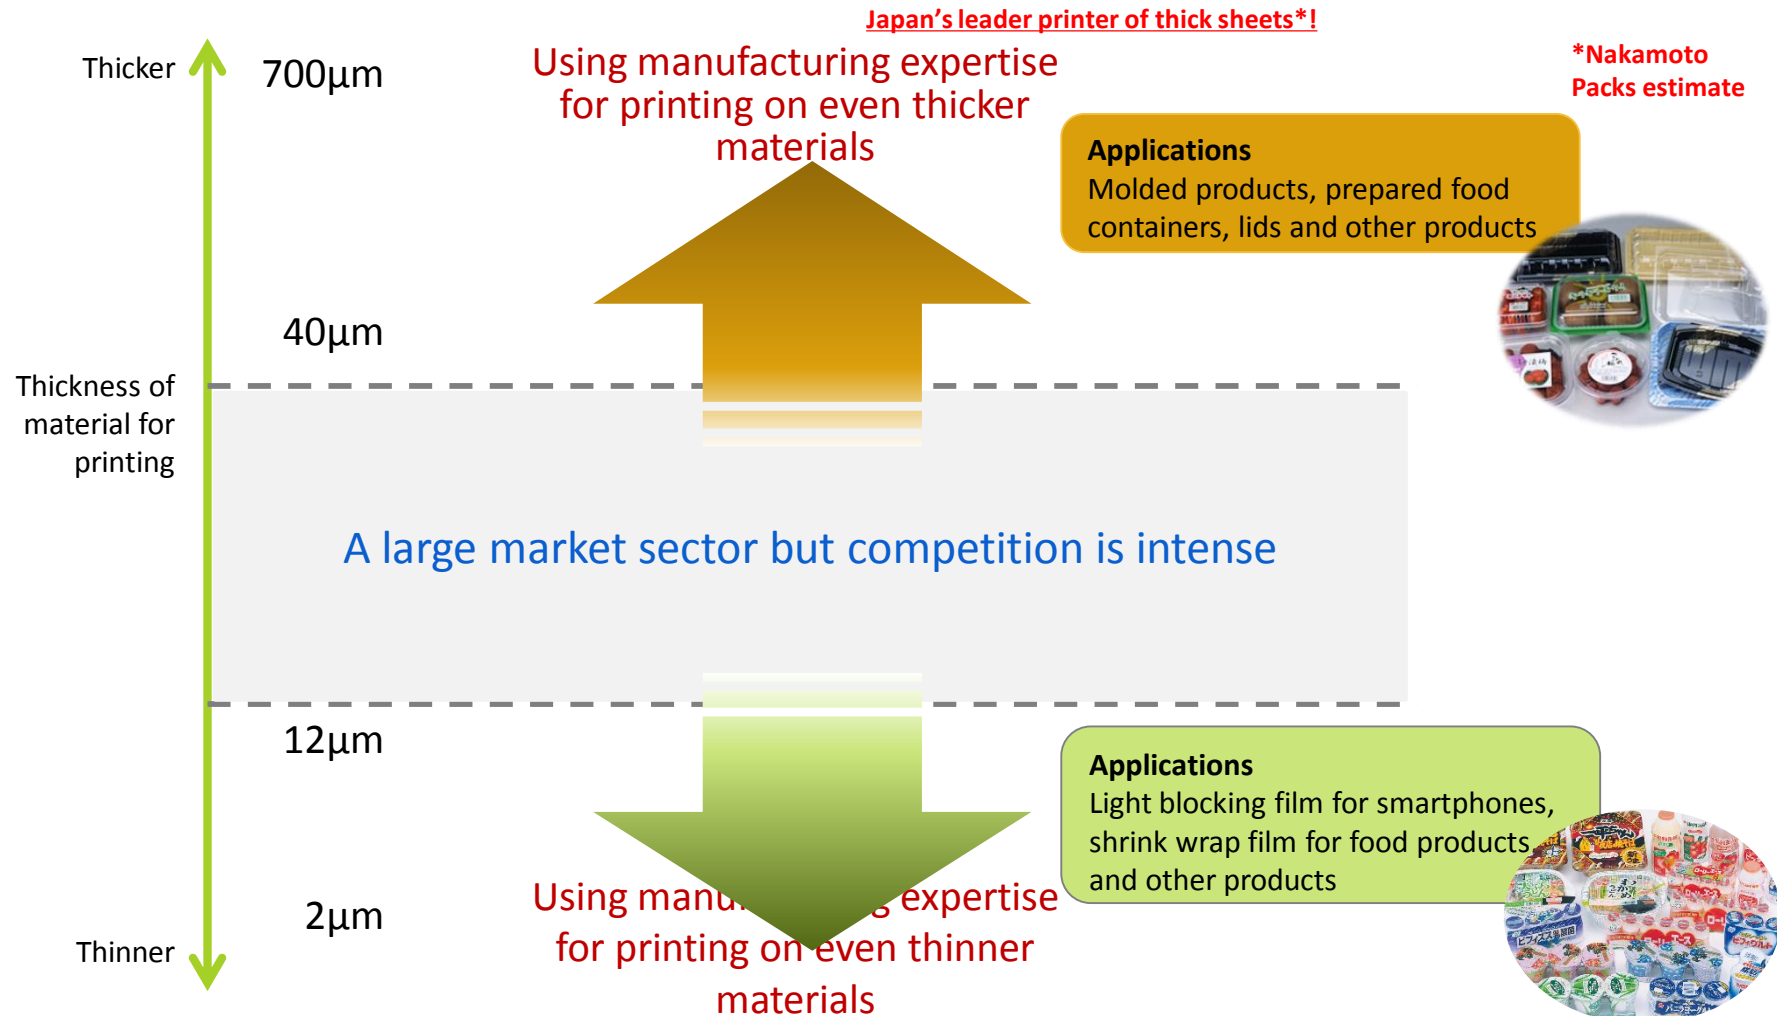 Japan’s leader printer of thick sheets*!
*Nakamoto
Packs estimate
Thicker
700µm
Using manufacturing expertise
for printing on even thicker
materials
Applications
Molded products, prepared food
containers, lids and other products
40µm
Thickness of
material for
printing
A large market sector but competition is intense
12µm
Applications
Light blocking film for smartphones,
shrink wrap film for food products
and other products
2µm
Using manu g expertise
for printing on even thinner
materials
Thinner